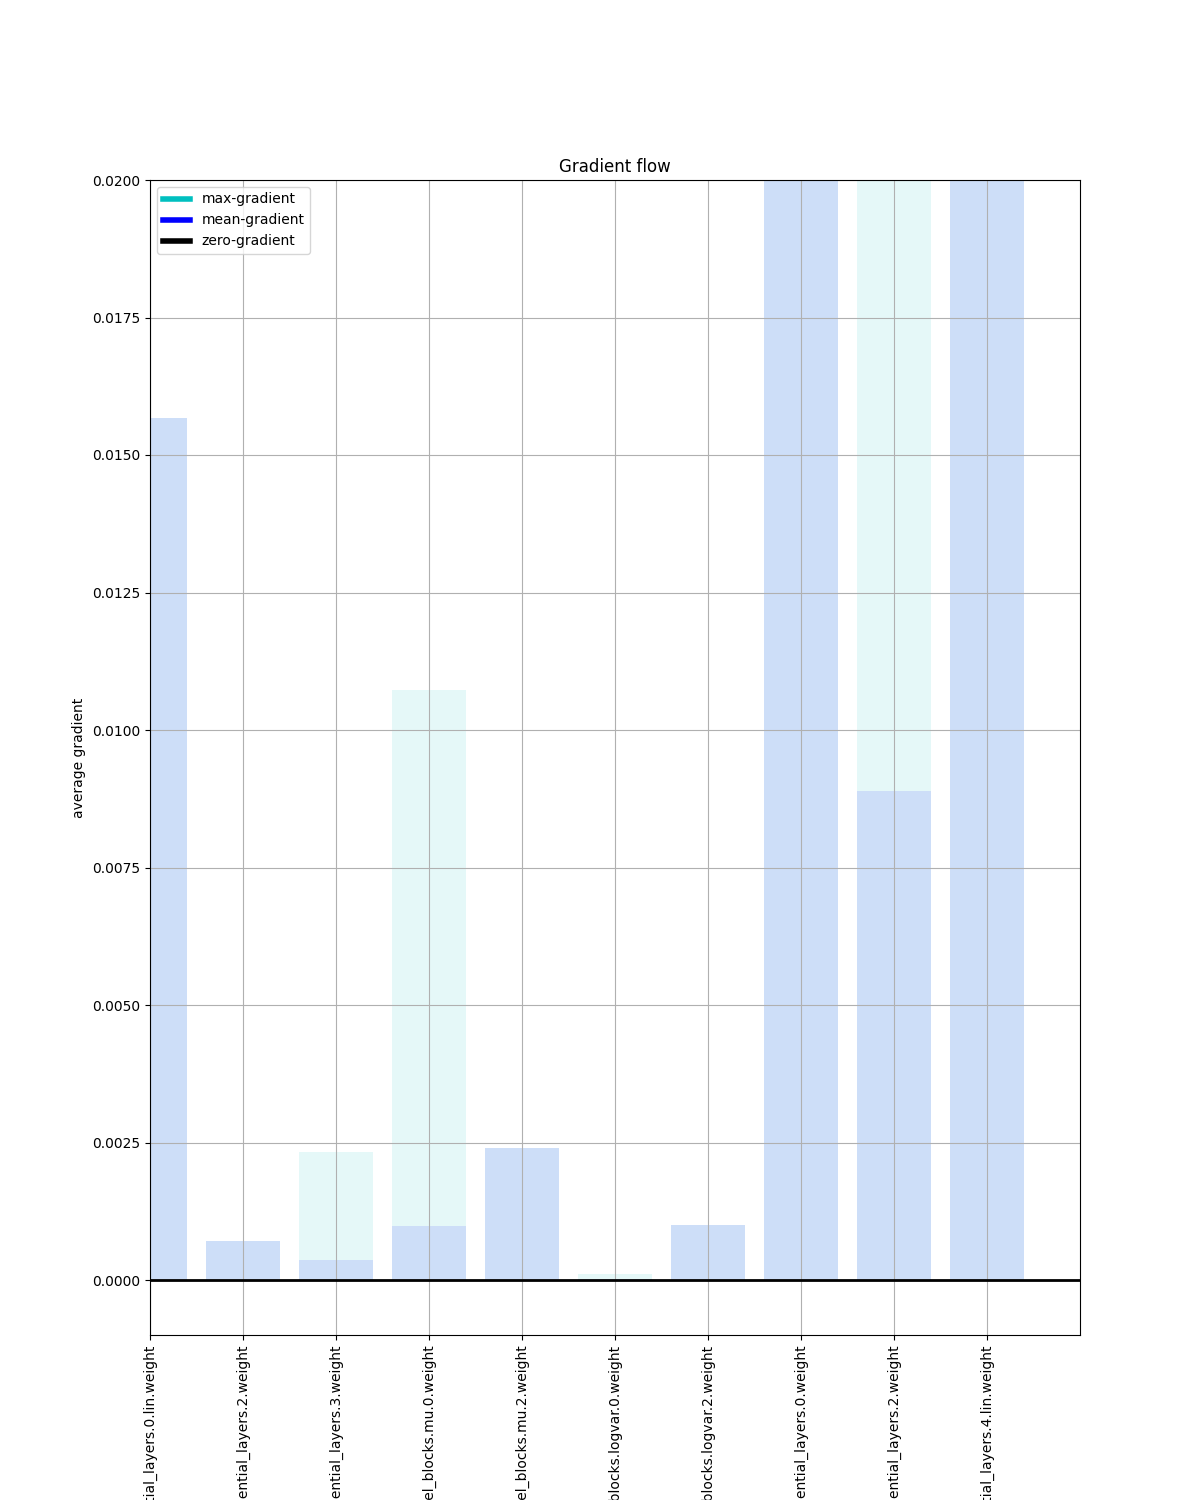 Gradient flow
max-gradient
mean-gradient
zero-gradient
0.0200
0.0175
0.0150
0.0125
0.0100
0.0075
0.0050
0.0025
0.0000
average gradient
tial_layers.0.lin.weight
ential_layers.2.weight
ential_layers.3.weight
el_blocks.mu.0.weight
el_blocks.mu.2.weight
blocks.logvar.0.weight
blocks.logvar.2.weight
ential_layers.0.weight
ential_layers.2.weight
tial_layers.4.lin.weight